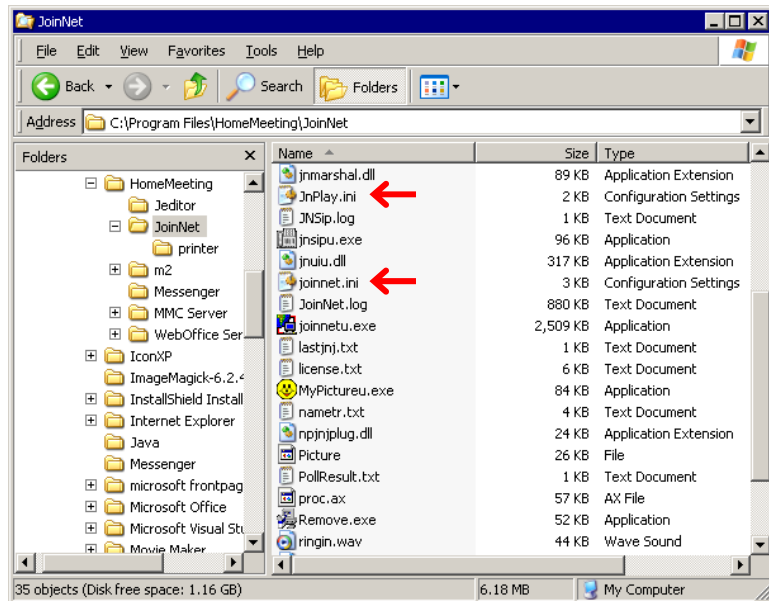 JoinNet
File Edit View Favorites Tools Help
Back Search Folders
Address C:\Program Files\HomeMeeting\JoinNet
Folders x Name Size Type
HomeMeeting
Jeditor
JoinNet
printer
m2
Messenger
MMC Server
WebOffice Ser
IconXP
ImageMagick-6.2.4
InstallShield Install
Internet Explorer
Java
Messenger
microsoft frontpag
Microsoft Office
Microsoft Visual Stu
Movie Maker
jnmarshal.dll 89 KB Application Extension
JnPlay.ini 2 KB Configuration Settings
JNSip.log 1 KB Text Document
jnsipu.exe 96 KB Application
jnuiu.dll 317 KB Application Extension
joinnet.ini 3 KB Configuration Settings
JoinNet.log 880 KB Text Document
joinnetu.exe 2,509 KB Application
lastjnj.txt 1 KB Text Document
license.txt 6 KB Text Document
MyPictureu.exe 84 KB Application
nametr.txt 4 KB Text Document
npjnjplug.dll 24 KB Application Extension
Picture 26 KB File
PollResult.txt 1 KB Text Document
proc.ax 57 KB AX File
Remove.exe 52 KB Application
ringin.wav 44 KB Wave Sound
35 objects (Disk free space: 1.16 GB) 6.18 MB My Computer